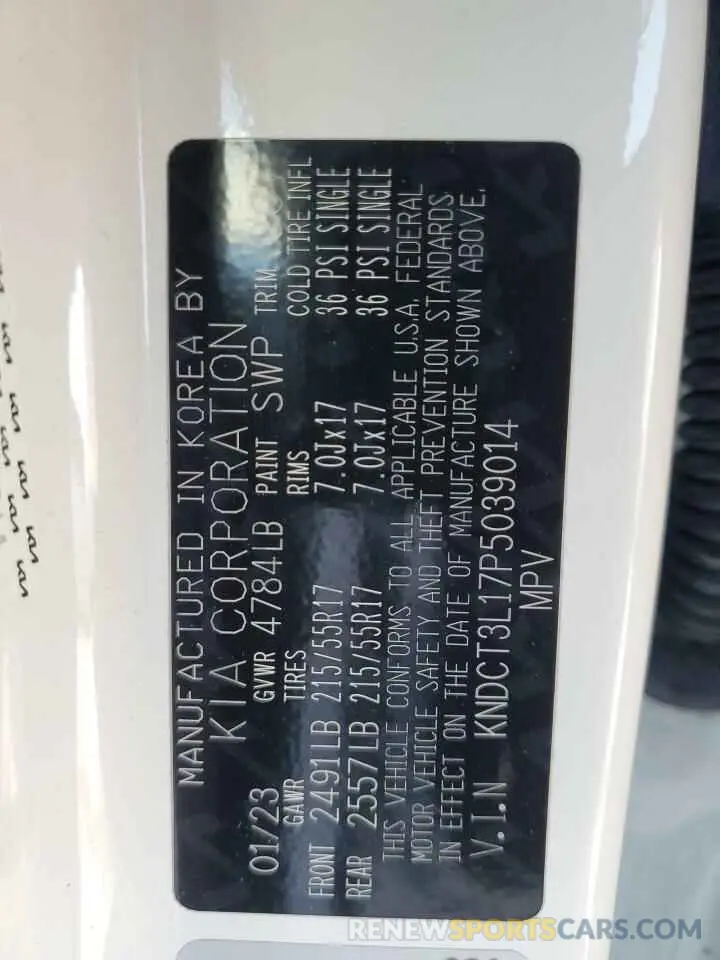 MANUFACTURED IN KOREA BY
KIA CORPORATION
01/23 GVWR 4784LB PAINT SWP TRIM
GAWR TIRES RIMS COLD TIRE INFL
FRONT 2491LB 215/55R17 7.0Jx17 36 PSI SINGLE
REAR 2557LB 215/55R17 7.0Jx17 36 PSI SINGLE
THIS VEHICLE CONFORMS TO ALL APPLICABLE U.S.A. FEDERAL
MOTOR VEHICLE SAFETY AND THEFT PREVENTION STANDARDS
IN EFFECT ON THE DATE OF MANUFACTURE SHOWN ABOVE.
V.I.N KNDCT3L17P5039014
MPV
RENEWSPORTSCARS.COM